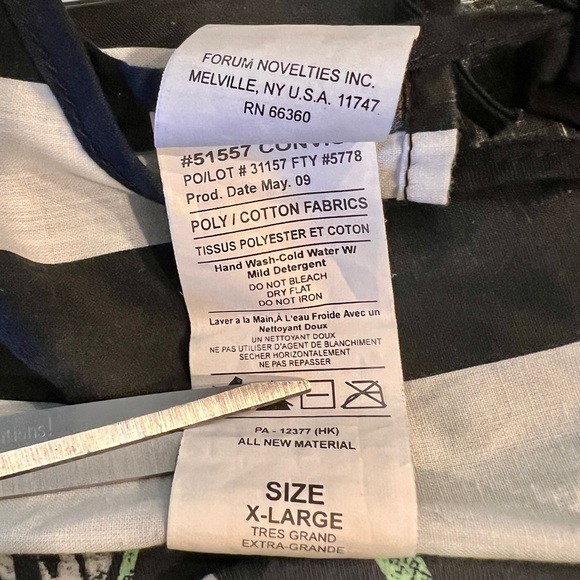 FORUM NOVELTIES INC.
MELVILLE, NY U.S.A. 11747
RN 66360
#51557
PO/LOT # 31157 FTY #5778
Prod. Date May. 09
POLY / COTTON FABRICS
TISSUS POLYESTER ET COTON
Hand Wash-Cold Water W/
Mild Detergent
DO NOT BLEACH
DRY FLAT
DO NOT IRON
Laver a la Main,À L'eau Froide Avec un
Nettoyant Doux
UN NETTOYANT DOUX
NE PAS UTILISER D'AGENT DE BLANCHIMENT
SECHER HORIZONTALEMENT
NE PAS REPASSER
PA - 12377 (HK)
ALL NEW MATERIAL
SIZE
X-LARGE
TRES GRAND
EXTRA-GRANDE